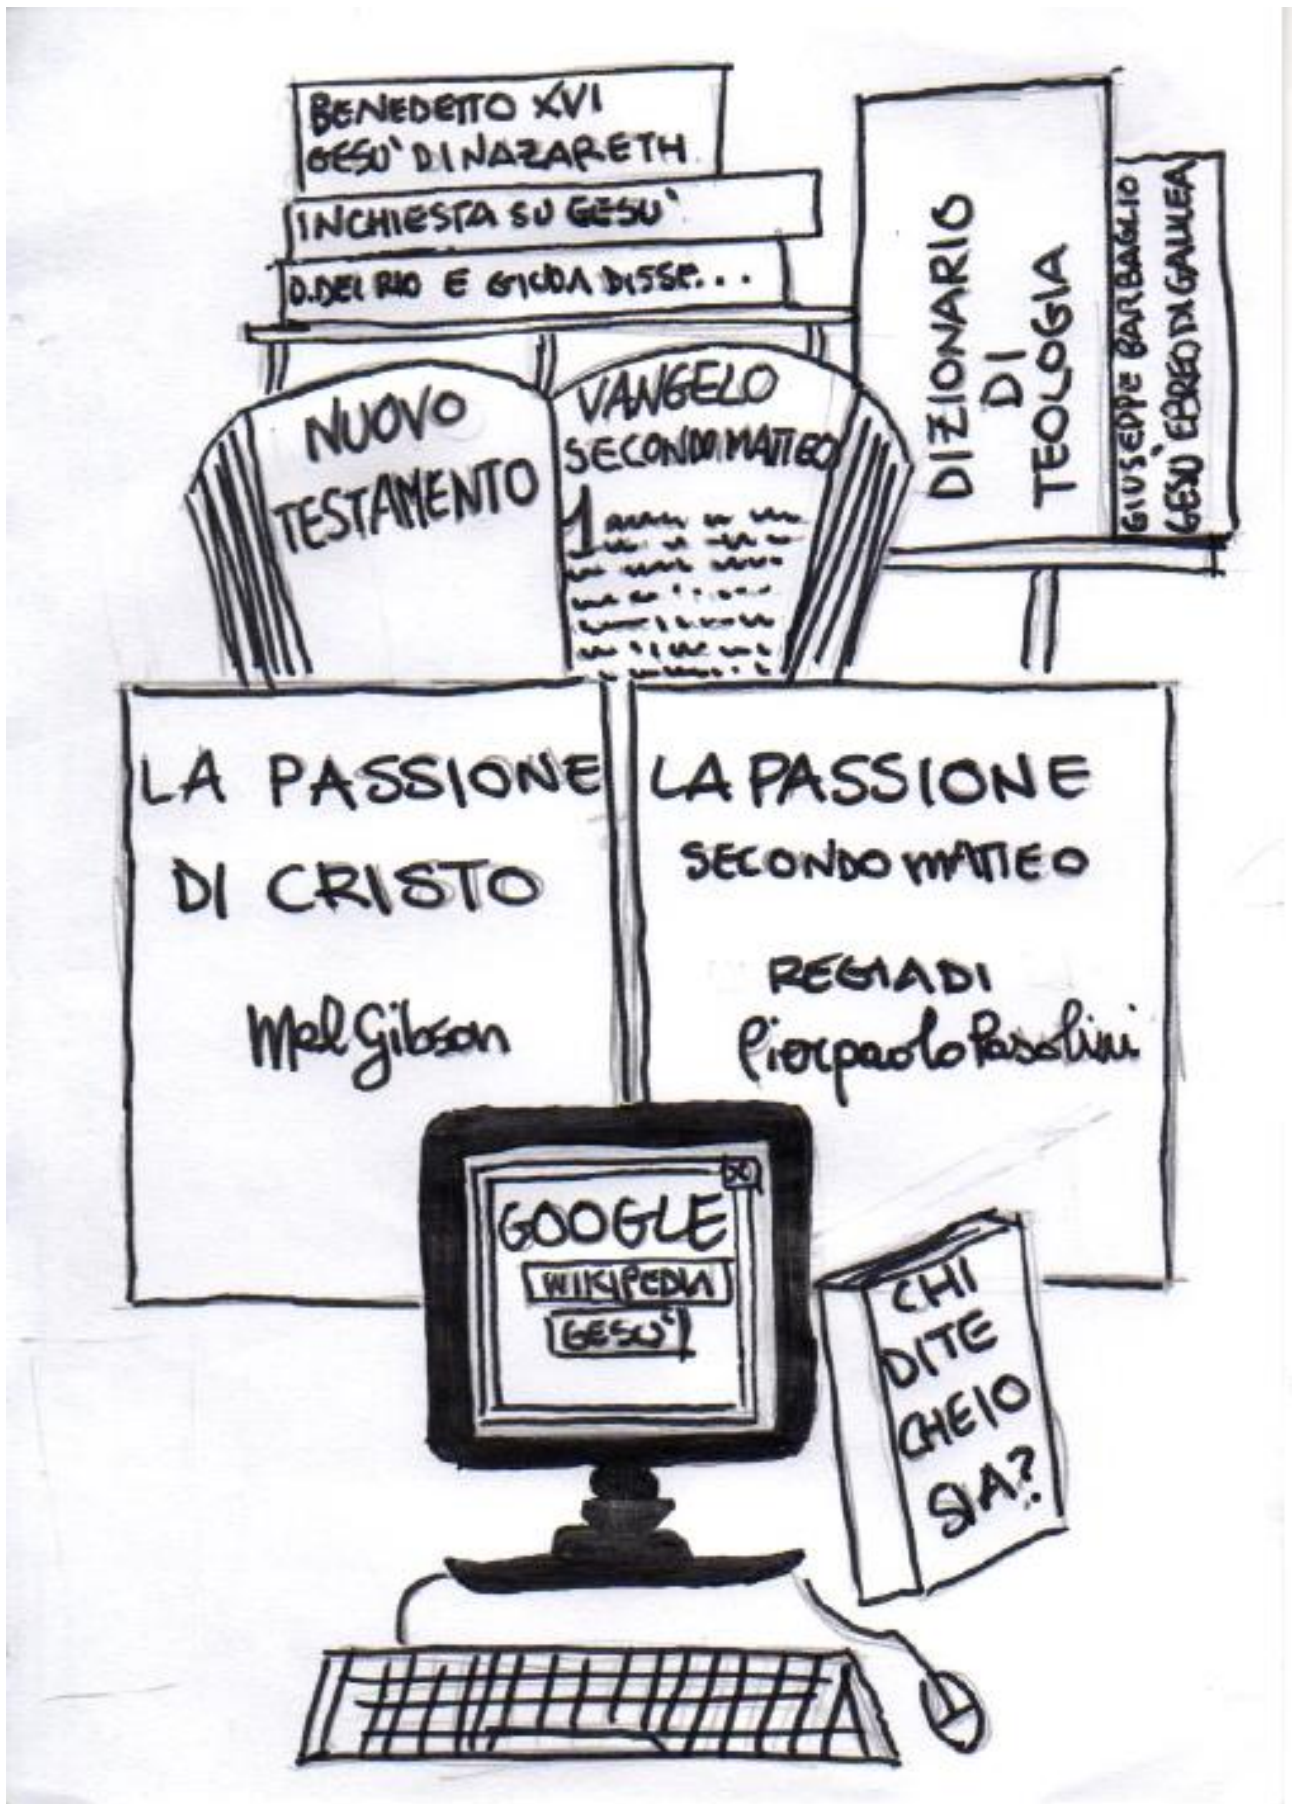 BENEDETTO XVI
GESU' DI NAZARETH
INCHIESTA SU GESU'
D. DEL RIO E GIUDA DISSE...
DIZIONARIO
DI
TEOLOGIA
GIUSEPPE BARBAGLIO
GESÙ EBREO DI GALILEA
NUOVO
TESTAMENTO
VANGELO
SECONDO MATTEO
1
LA PASSIONE
DI CRISTO
Mel Gibson
LA PASSIONE
SECONDO MATTEO
REGIA DI
Pierpaolo Pasolini
GOOGLE
WIKIPEDIA
GESU'
CHI
DITE
CHE IO
SIA?